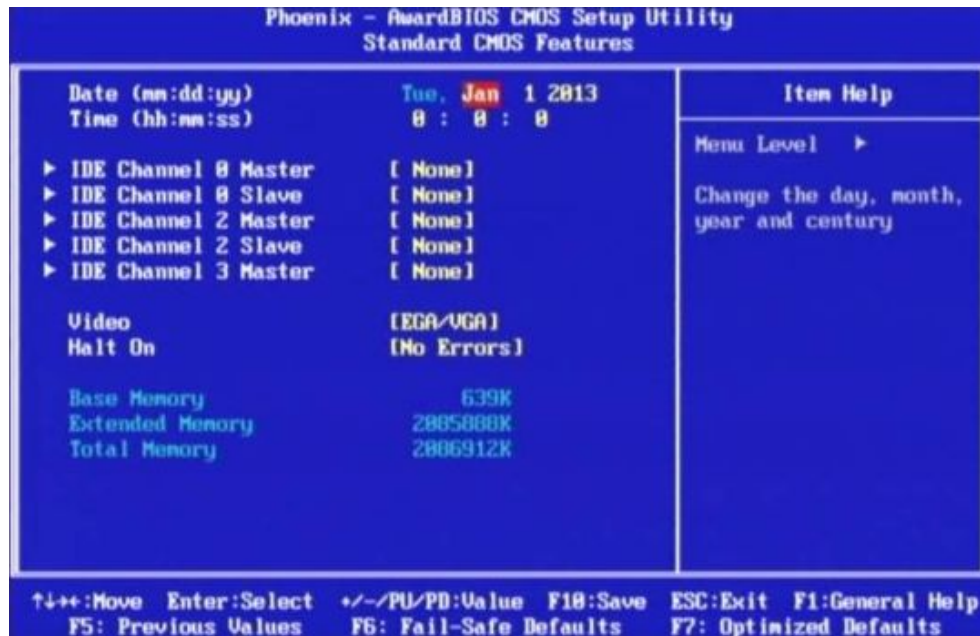 Phoenix - AwardBIOS CMOS Setup Utility
Standard CMOS Features
Date (mm:dd:yy) Tue, Jan 1 2013
Time (hh:mm:ss) 0 : 0 : 0
► IDE Channel 0 Master [ None]
► IDE Channel 0 Slave [ None]
► IDE Channel 2 Master [ None]
► IDE Channel 2 Slave [ None]
► IDE Channel 3 Master [ None]
Video [EGA/VGA]
Halt On [No Errors]
Base Memory 639K
Extended Memory 2085888K
Total Memory 2086912K
Item Help
Menu Level ►
Change the day, month,
year and century
↑↓→←:Move Enter:Select +/-/PU/PD:Value F10:Save ESC:Exit F1:General Help
F5: Previous Values F6: Fail-Safe Defaults F7: Optimized Defaults